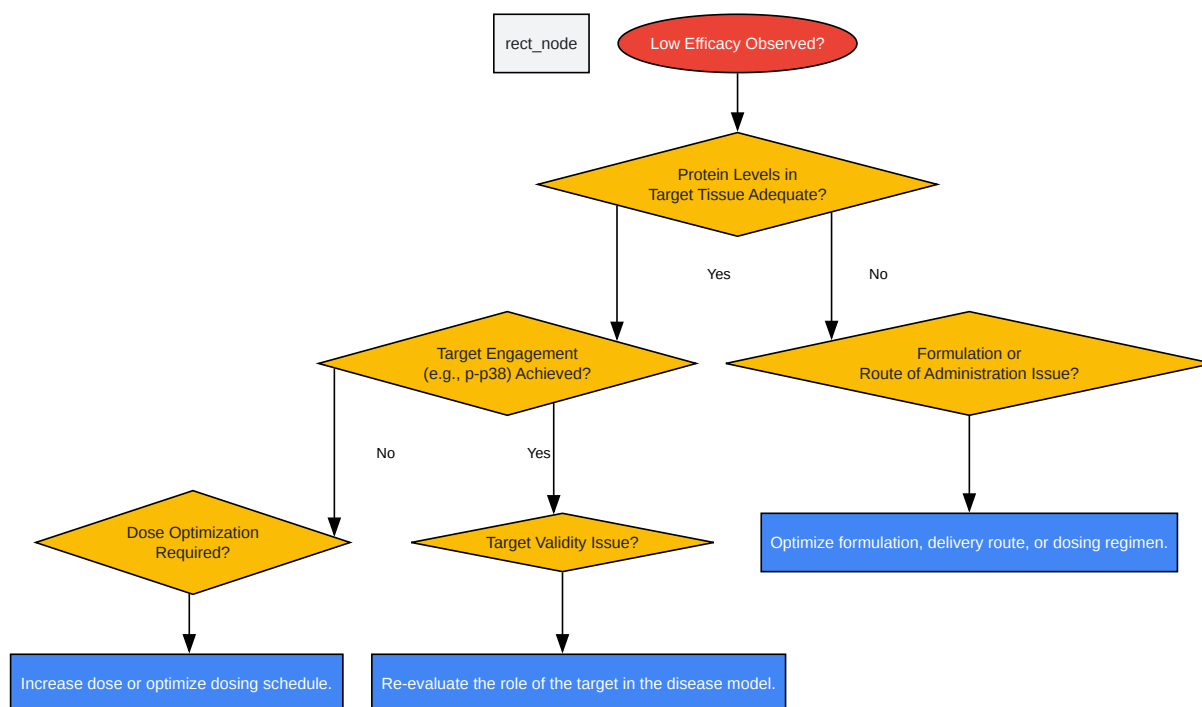 rect_node
Low Efficacy Observed?
Protein Levels in
Target Tissue Adequate?
Yes
No
Target Engagement
(e.g., p-p38) Achieved?
Formulation or
Route of Administration Issue?
No
Yes
Dose Optimization
Required?
Target Validity Issue?
Optimize formulation, delivery route, or dosing regimen.
Increase dose or optimize dosing schedule.
Re-evaluate the role of the target in the disease model.